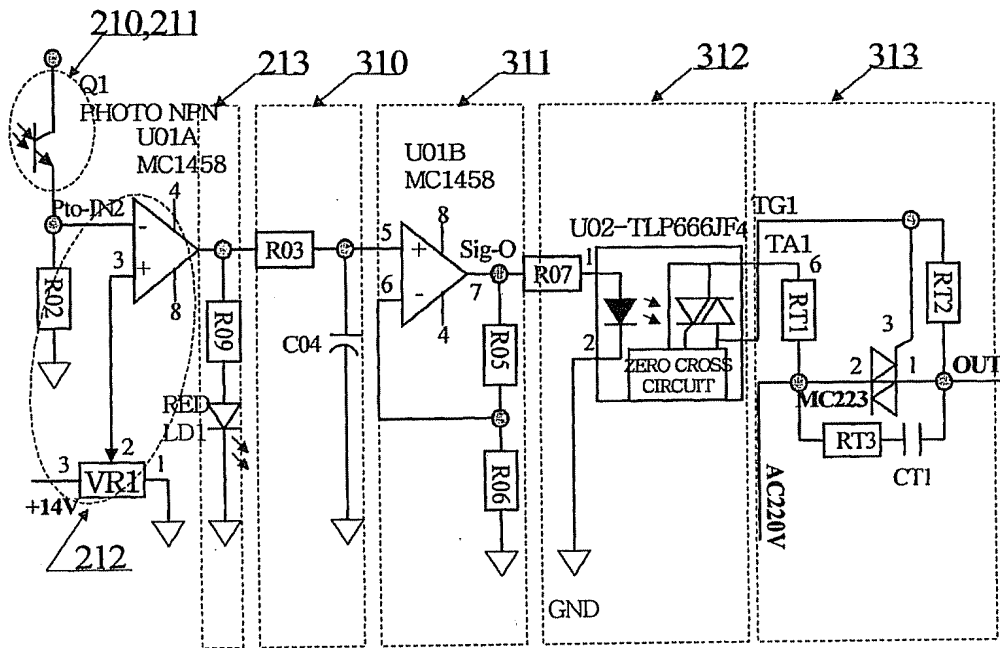 210,211
213
310
311
312
313
Q1
PHOTO NPN
U01A
MC1458
4
Pto-IN2
-
3
+
8
R02
R09
RED
LD1
2
3
VR1
1
+14V
212
R03
C04
U01B
MC1458
8
5
+
6
-
4
Sig-O
7
R05
R06
R07
U02-TLP666JF
4
1
2
ZERO CROSS
CIRCUIT
GND
TG1
TA1
6
RT1
RT2
3
2
1
OUT
MC223
RT3
CT1
AC220V